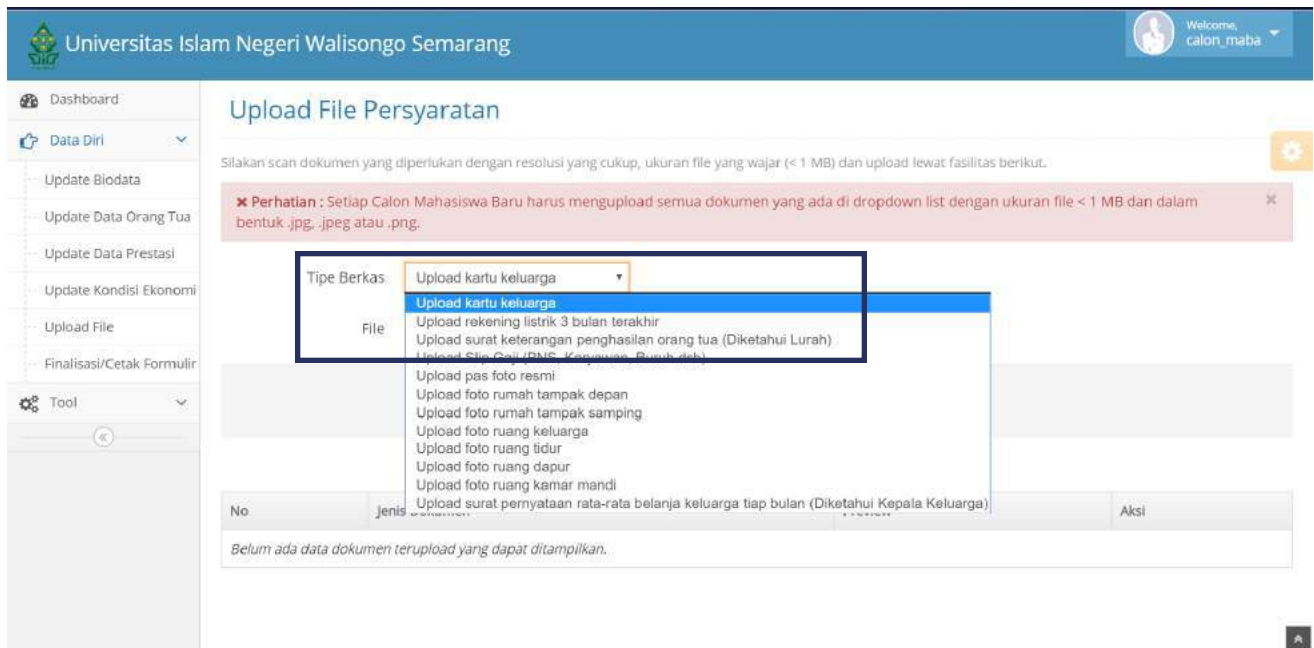 Universitas Islam Negeri Walisongo Semarang
Welcome,
calon_maba
Dashboard
Data Diri
Update Biodata
Update Data Orang Tua
Update Data Prestasi
Update Kondisi Ekonomi
Upload File
Finalisasi/Cetak Formulir
Tool
Upload File Persyaratan
Silakan scan dokumen yang diperlukan dengan resolusi yang cukup, ukuran file yang wajar (< 1 MB) dan upload lewat fasilitas berikut.
Perhatian : Setiap Calon Mahasiswa Baru harus mengupload semua dokumen yang ada di dropdown list dengan ukuran file < 1 MB dan dalam
bentuk .jpg, .jpeg atau .png.
Tipe Berkas
Upload kartu keluarga
File
Upload kartu keluarga
Upload rekening listrik 3 bulan terakhir
Upload surat keterangan penghasilan orang tua (Diketahui Lurah)
Upload Slip Gaji (PNS, Karyawan, Buruh dsb)
Upload pas foto resmi
Upload foto rumah tampak depan
Upload foto rumah tampak samping
Upload foto ruang keluarga
Upload foto ruang tidur
Upload foto ruang dapur
Upload foto ruang kamar mandi
Upload surat pernyataan rata-rata belanja keluarga tiap bulan (Diketahui Kepala Keluarga)
No
Jenis
Aksi
Belum ada data dokumen terupload yang dapat ditampilkan.